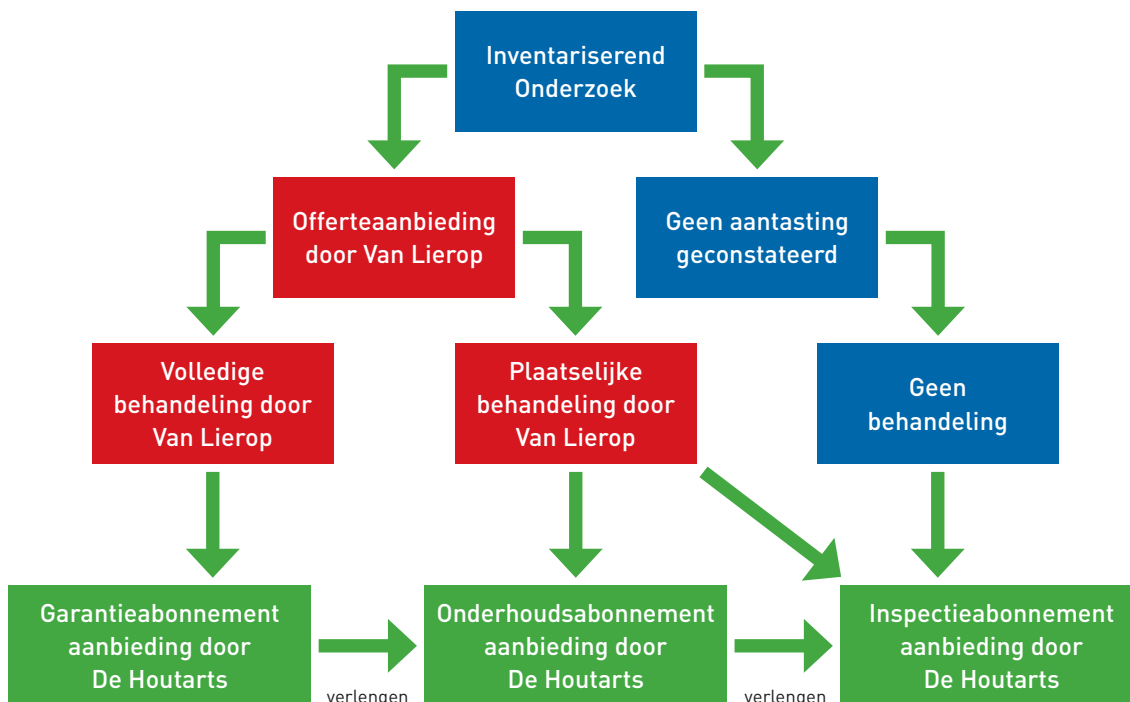 Inventariserend
Onderzoek
Offerteaanbieding
door Van Lierop
Geen aantasting
geconstateerd
Volledige
behandeling door
Van Lierop
Plaatselijke
behandeling door
Van Lierop
Geen
behandeling
Garantieabonnement
aanbieding door
De Houtarts
verlengen
Onderhoudsabonnement
aanbieding door
De Houtarts
verlengen
Inspectieabonnement
aanbieding door
De Houtarts